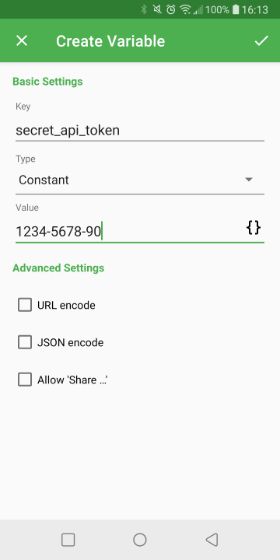 100% 16:13
Create Variable
Basic Settings
Key
secret_api_token
Type
Constant
Value
1234-5678-90
{}
Advanced Settings
URL encode
JSON encode
Allow 'Share ...'